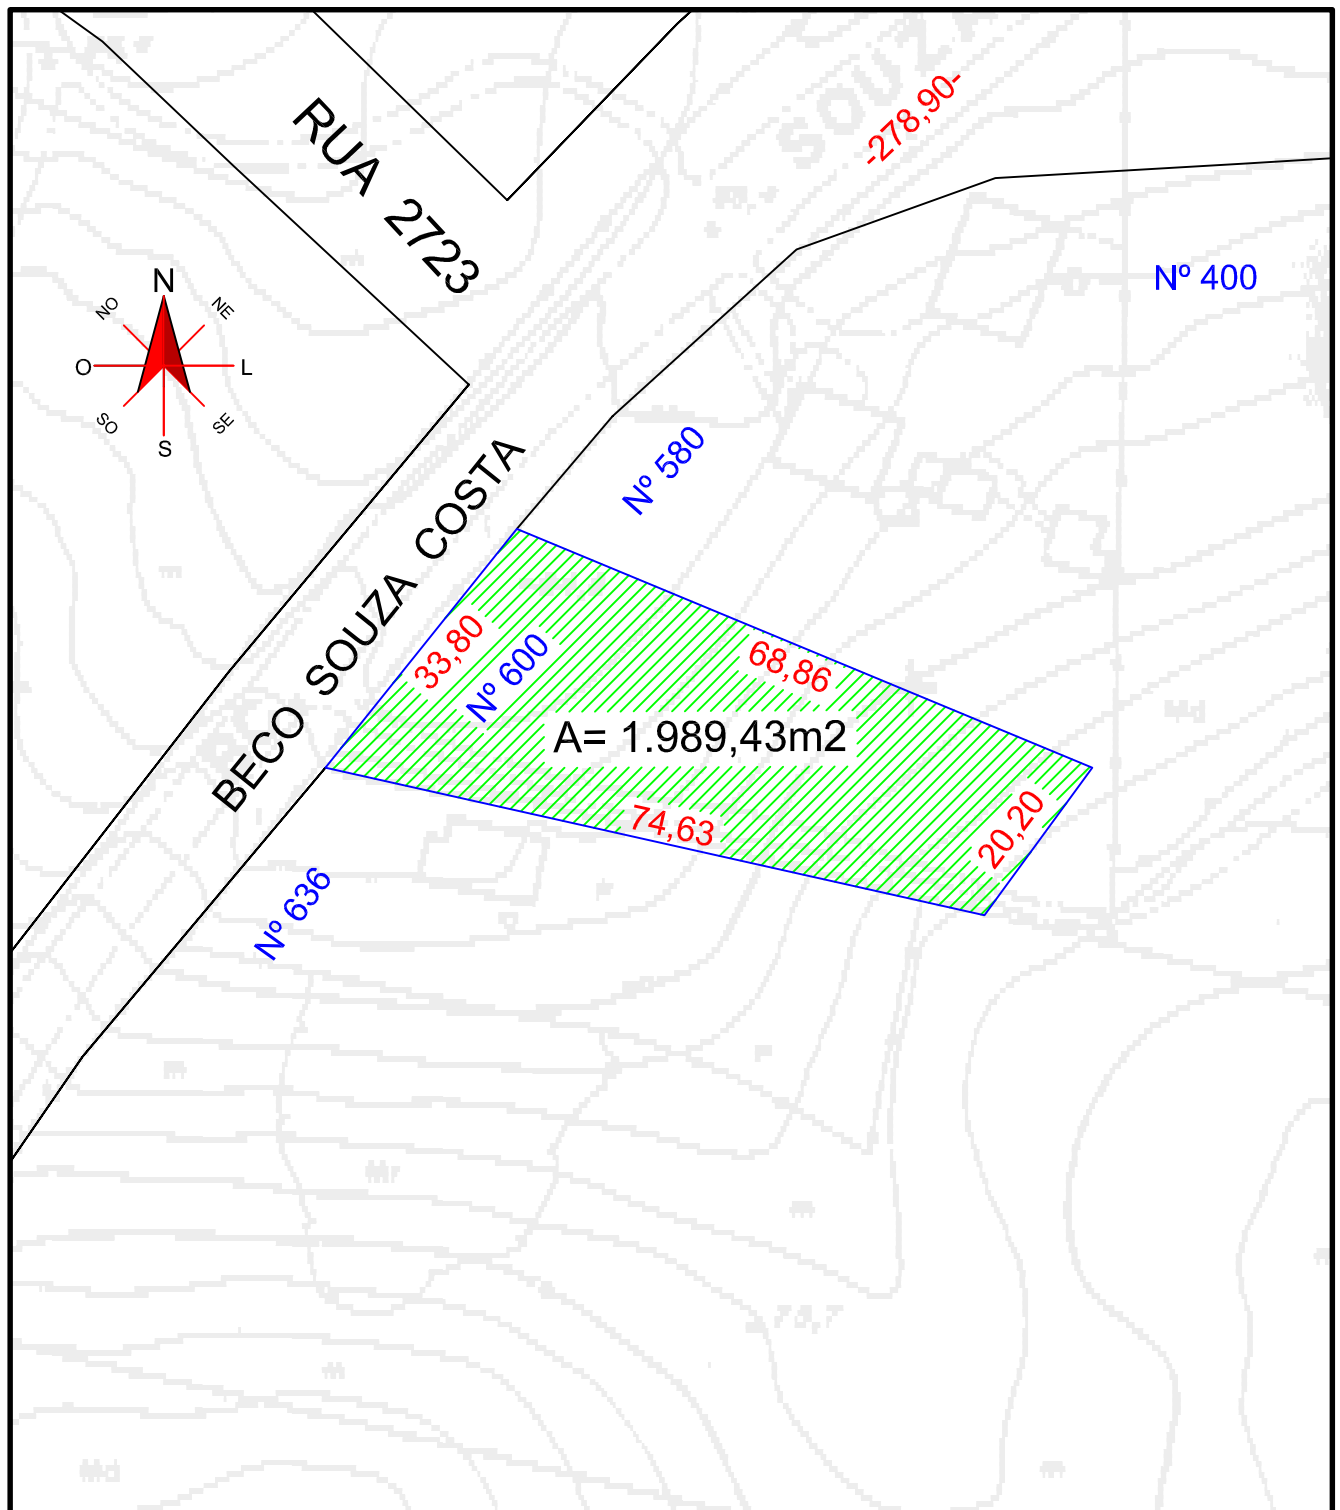 SOUZ
-278,90-
RUA 2723
Nº 400
N
NO
NE
O
L
SO
SE
S
Nº 580
BECO SOUZA COSTA
33,80
Nº 600
68,86
A= 1.989,43m2
74,63
20,20
Nº 636